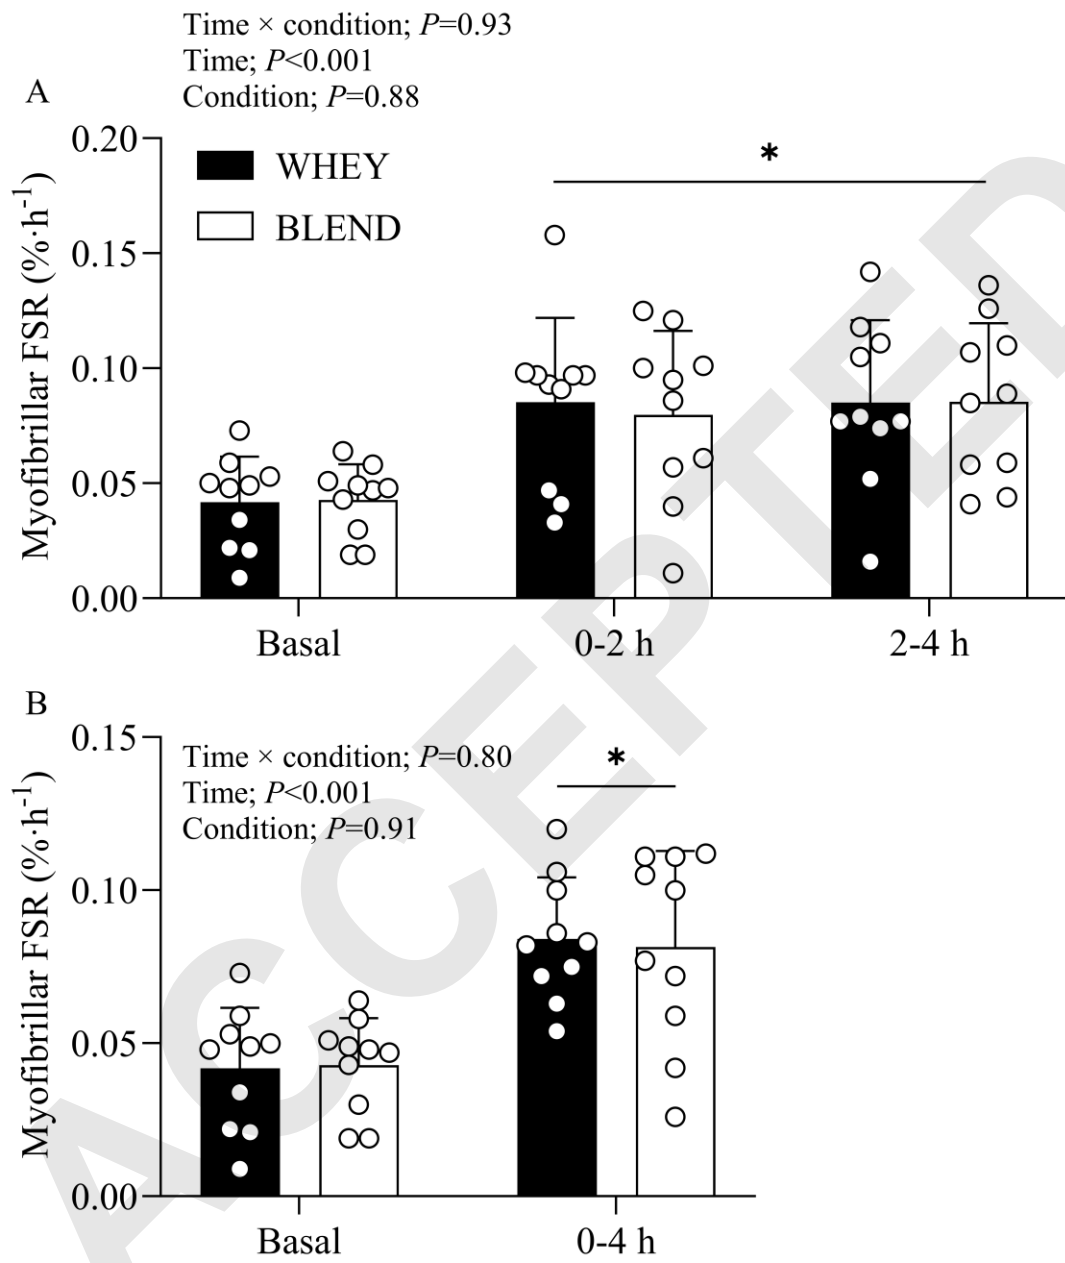 Time × condition; P=0.93
Time; P<0.001
Condition; P=0.88
A
0.20
0.15
0.10
0.05
0.00
Myofibrillar FSR (%·h⁻¹)
WHEY
BLEND
*
Basal
0-2 h
2-4 h
B
0.15
0.10
0.05
0.00
Myofibrillar FSR (%·h⁻¹)
Time × condition; P=0.80
Time; P<0.001
Condition; P=0.91
*
Basal
0-4 h
ACCEPTED